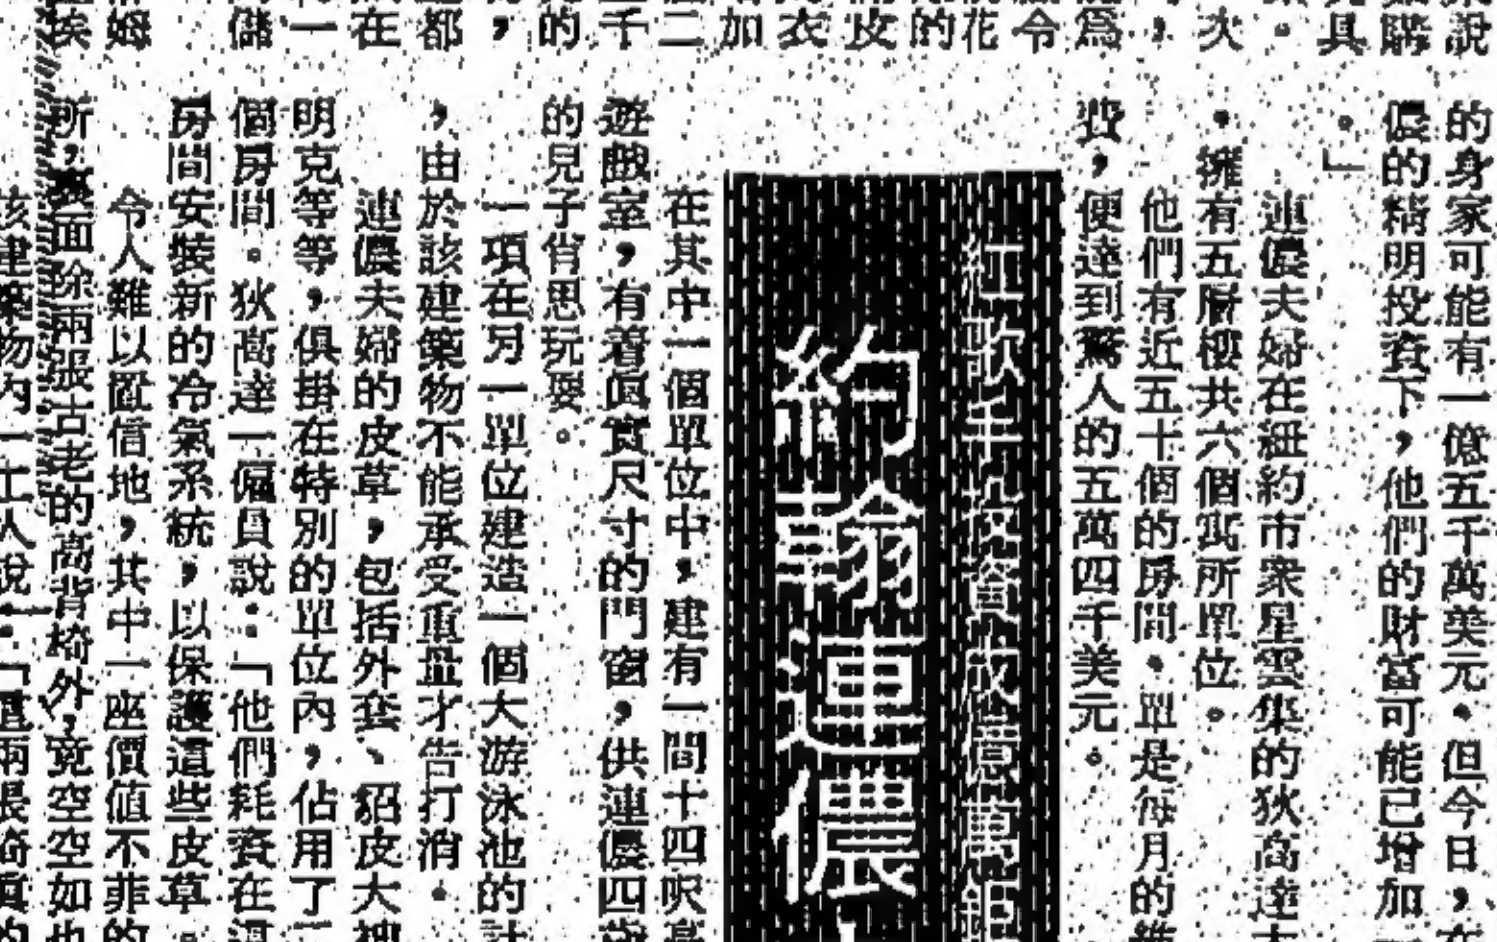 說
購
具
。
次
，
爲
令
花
的
皮
衣
加
二
千
的
，
都
在
一
儲
姆
埃
的身家可能有一億五千萬美元。但今日，在
儂的精明投資下，他們的財富可能已增加
。」
連儂夫婦在紐約市衆星雲集的狄高達大
。擁有五層樓共六個寓所單位。
他們有近五十個的房間。單是每月的雜
費，便達到驚人的五萬四千美元。
約翰連儂
在其中一個單位中，建有一間十四呎高
遊戲室，有着眞實尺寸的門窗，供連儂四歲
的兒子肖恩玩耍。
一項在另一單位建造一個大游泳池的計
，由於該建築物不能承受重量才告打消。
連儂夫婦的皮草，包括外套、貂皮大褸
明克等等，俱掛在特別的單位內，佔用了二
個房間。狄高達一僱員說：「他們耗資在這
房間安裝新的冷氣系統，以保護這些皮草。
令人難以置信地，其中一座價值不菲的
所，裏面除兩張古老的高背椅外，竟空空如也
該建築物內一工人說：「這兩張椅眞的